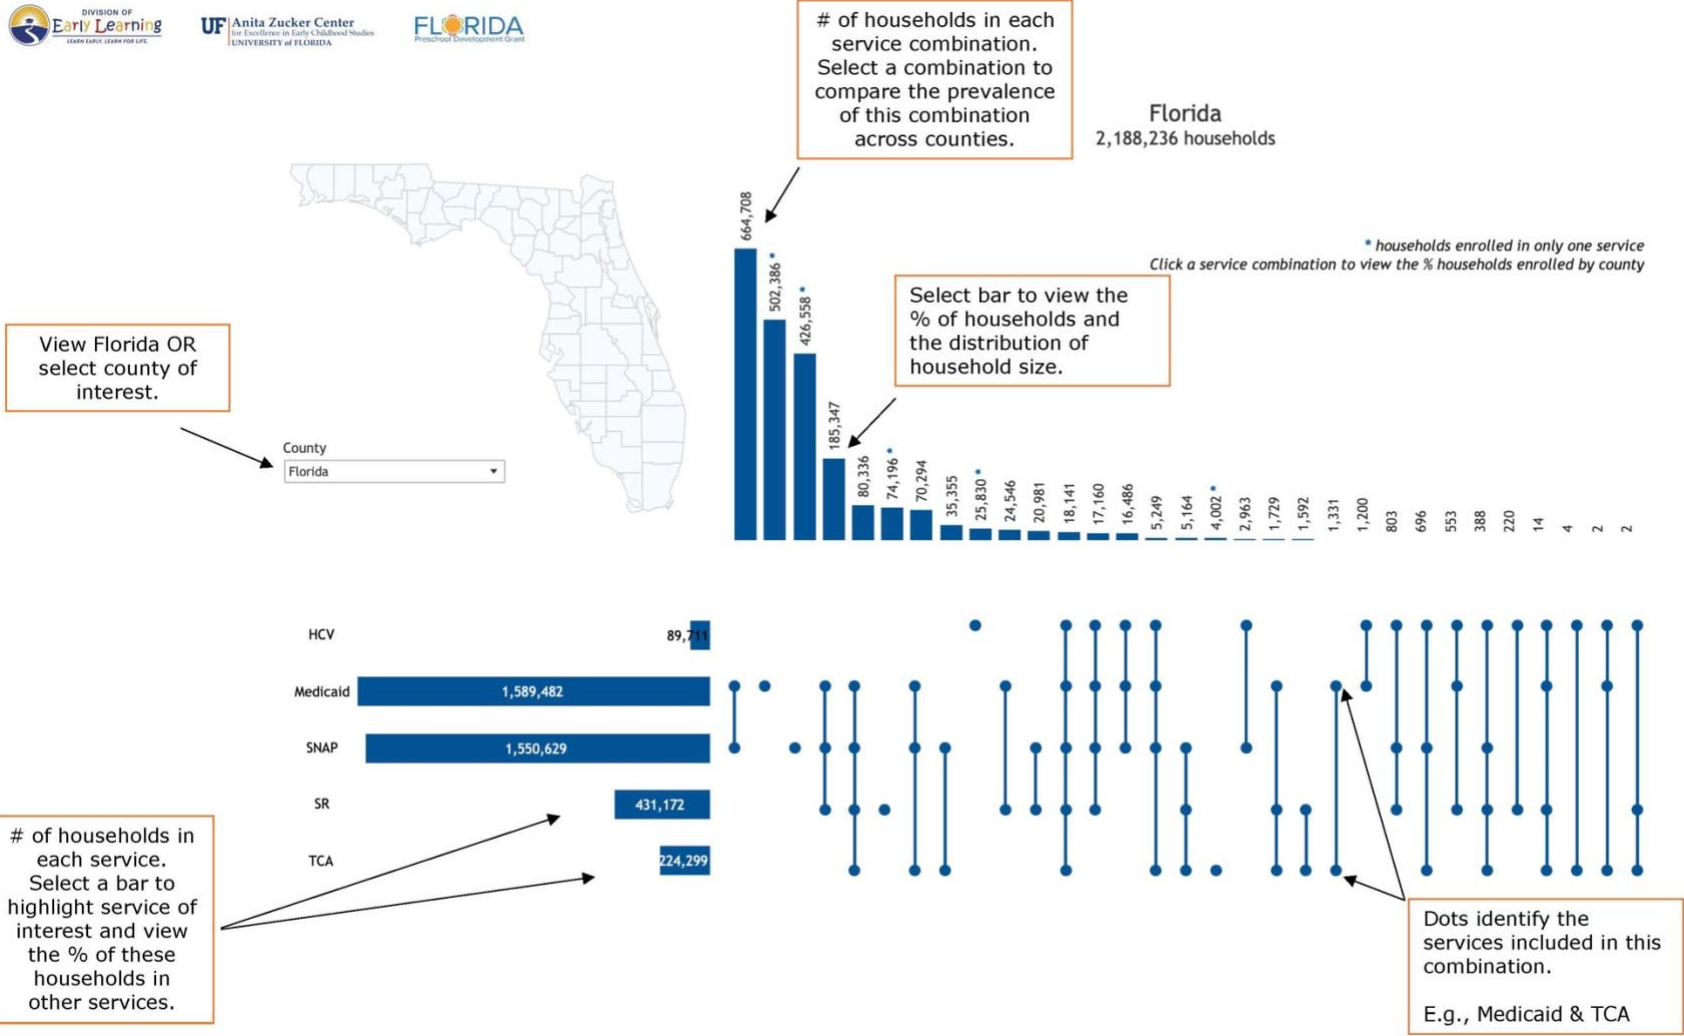 DIVISION OF
Early Learning
LEARN EARLY. LEARN FOR LIFE.
UF Anita Zucker Center
for Excellence in Early Childhood Studies
UNIVERSITY of FLORIDA
FLORIDA
Preschool Development Grant
# of households in each
service combination.
Select a combination to
compare the prevalence
of this combination
across counties.
Florida
2,188,236 households
* households enrolled in only one service
Click a service combination to view the % households enrolled by county
Select bar to view the
% of households and
the distribution of
household size.
View Florida OR
select county of
interest.
County
Florida
664,708
502,386 *
426,558 *
185,347
80,336
74,196 *
70,294
35,355
25,830 *
24,546
20,981
18,141
17,160
16,486
5,249
5,164
4,002 *
2,963
1,729
1,592
1,331
1,200
803
696
553
388
220
14
4
2
2
HCV
89,711
Medicaid
1,589,482
SNAP
1,550,629
SR
431,172
TCA
224,299
# of households in
each service.
Select a bar to
highlight service of
interest and view
the % of these
households in
other services.
Dots identify the
services included in this
combination.
E.g., Medicaid & TCA